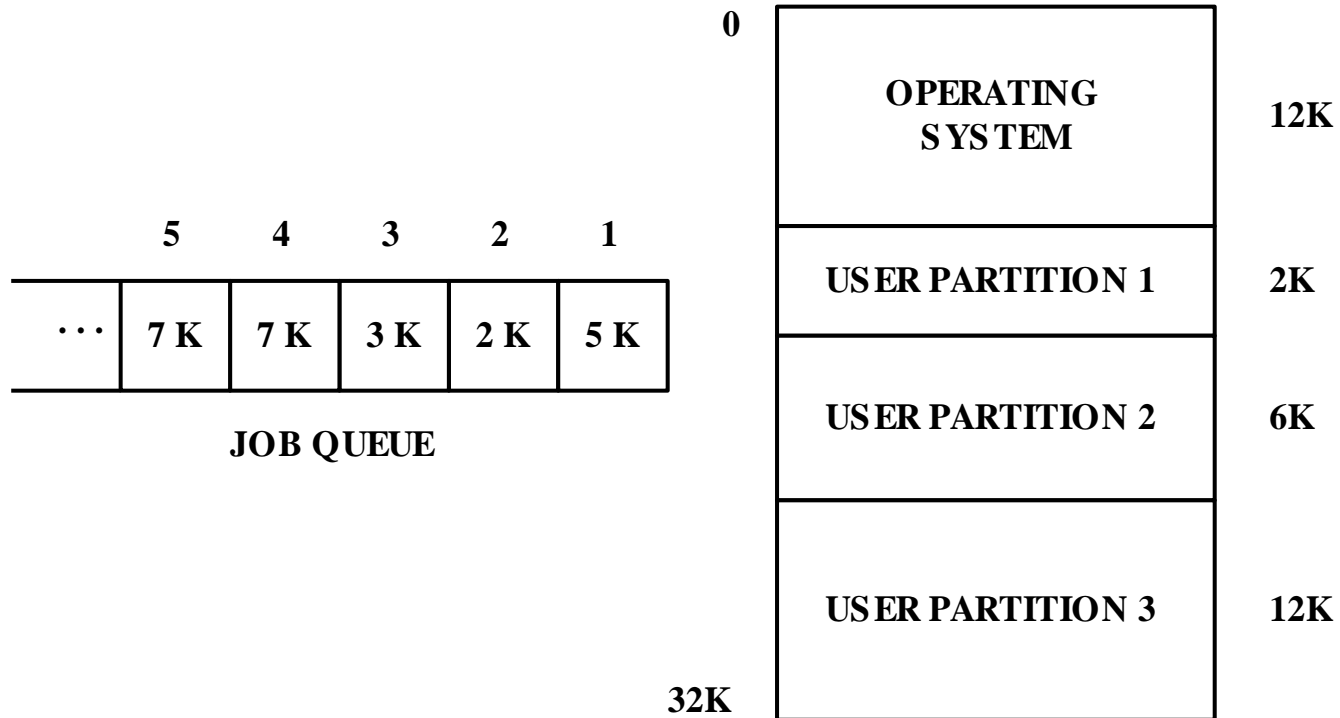 0
OPERATING
SYSTEM
12K
5 4 3 2 1
USER PARTITION 1
2K
... 7 K 7 K 3 K 2 K 5 K
JOB QUEUE
USER PARTITION 2
6K
USER PARTITION 3
12K
32K